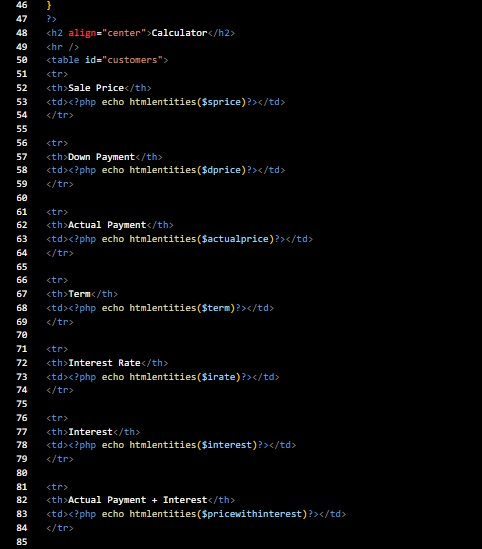 46 }
47 ?>
48 <h2 align="center">Calculator</h2>
49 <hr />
50 <table id="customers">
51 <tr>
52 <th>Sale Price</th>
53 <td><?php echo htmlentities($sprice)?></td>
54 </tr>
55
56 <tr>
57 <th>Down Payment</th>
58 <td><?php echo htmlentities($dprice)?></td>
59 </tr>
60
61 <tr>
62 <th>Actual Payment</th>
63 <td><?php echo htmlentities($actualprice)?></td>
64 </tr>
65
66 <tr>
67 <th>Term</th>
68 <td><?php echo htmlentities($term)?></td>
69 </tr>
70
71 <tr>
72 <th>Interest Rate</th>
73 <td><?php echo htmlentities($irate)?></td>
74 </tr>
75
76 <tr>
77 <th>Interest</th>
78 <td><?php echo htmlentities($interest)?></td>
79 </tr>
80
81 <tr>
82 <th>Actual Payment + Interest</th>
83 <td><?php echo htmlentities($pricewithinterest)?></td>
84 </tr>
85